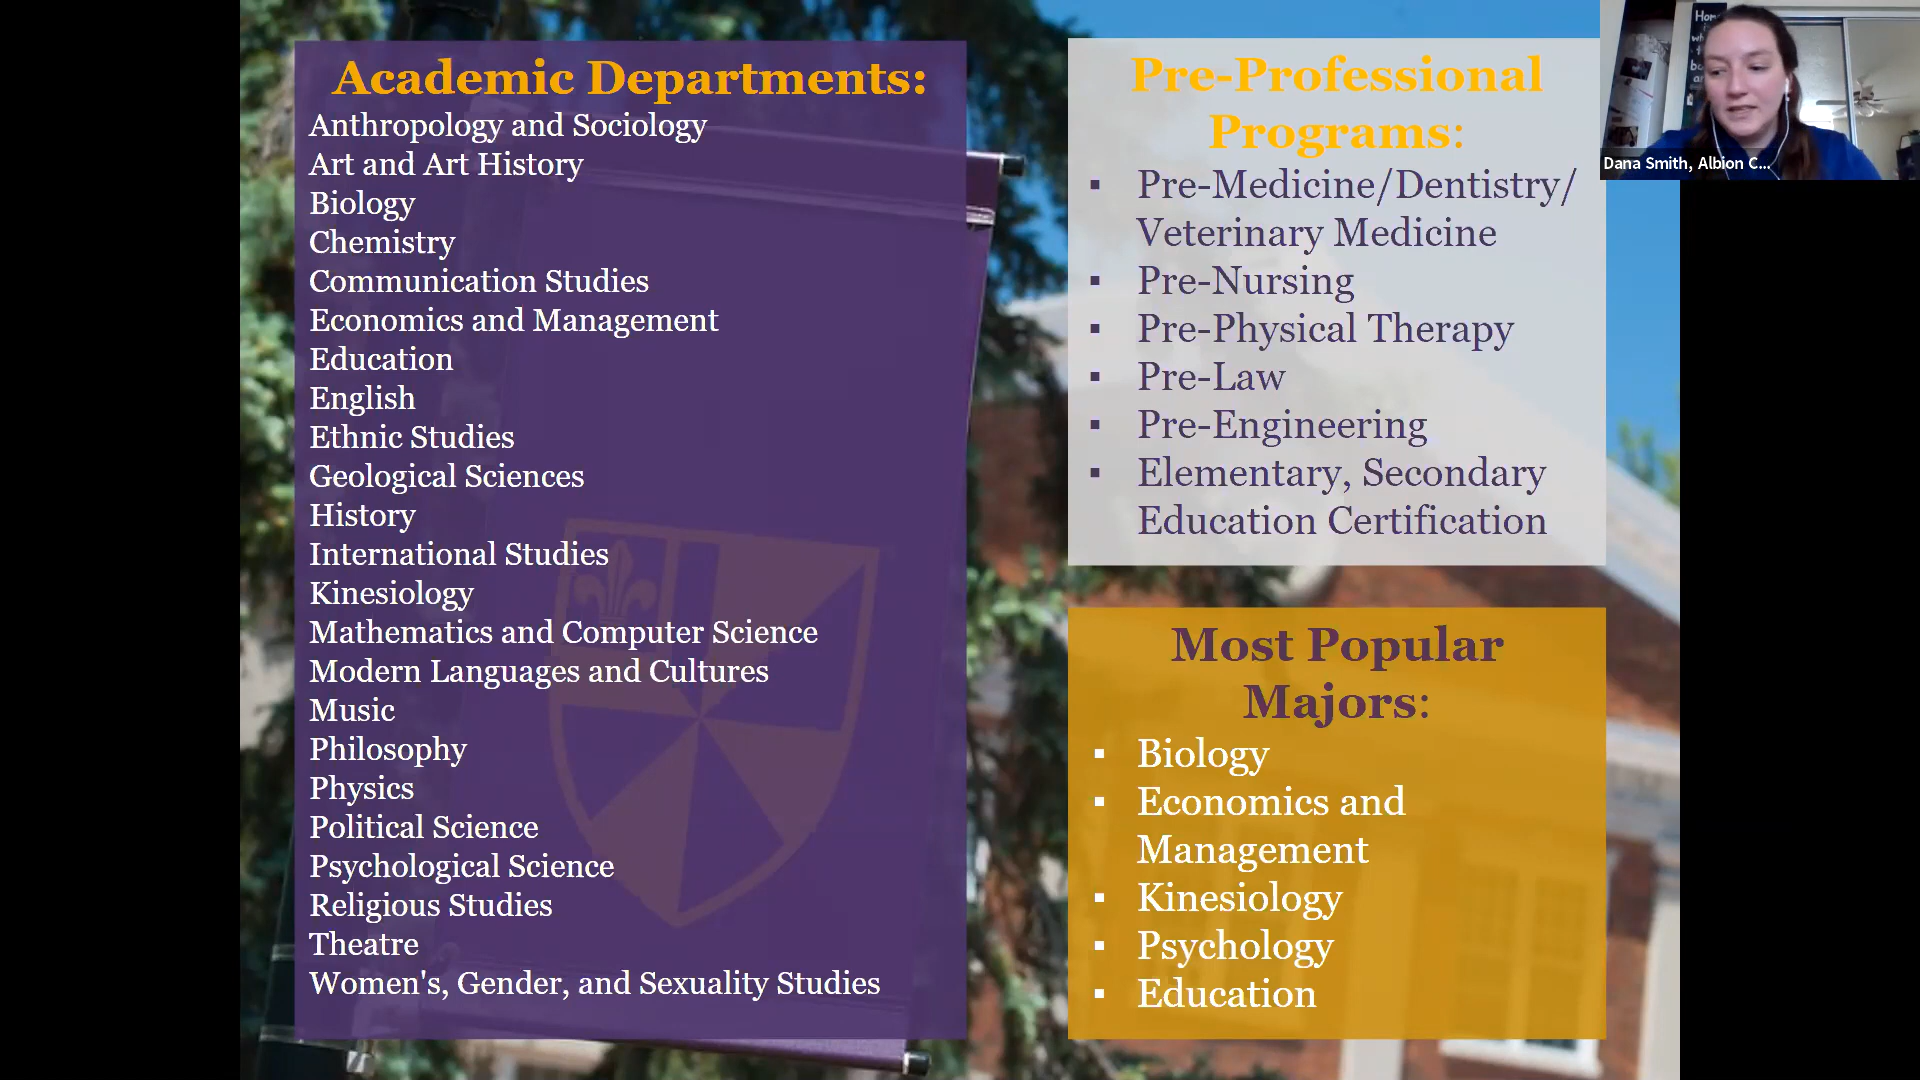 Academic Departments:
Anthropology and Sociology
Art and Art History
Biology
Chemistry
Communication Studies
Economics and Management
Education
English
Ethnic Studies
Geological Sciences
History
International Studies
Kinesiology
Mathematics and Computer Science
Modern Languages and Cultures
Music
Philosophy
Physics
Political Science
Psychological Science
Religious Studies
Theatre
Women's, Gender, and Sexuality Studies
Pre-Professional
Programs:
▪ Pre-Medicine/Dentistry/
Veterinary Medicine
▪ Pre-Nursing
▪ Pre-Physical Therapy
▪ Pre-Law
▪ Pre-Engineering
▪ Elementary, Secondary
Education Certification
Most Popular
Majors:
▪ Biology
▪ Economics and
Management
▪ Kinesiology
▪ Psychology
▪ Education
Dana Smith, Albion C...